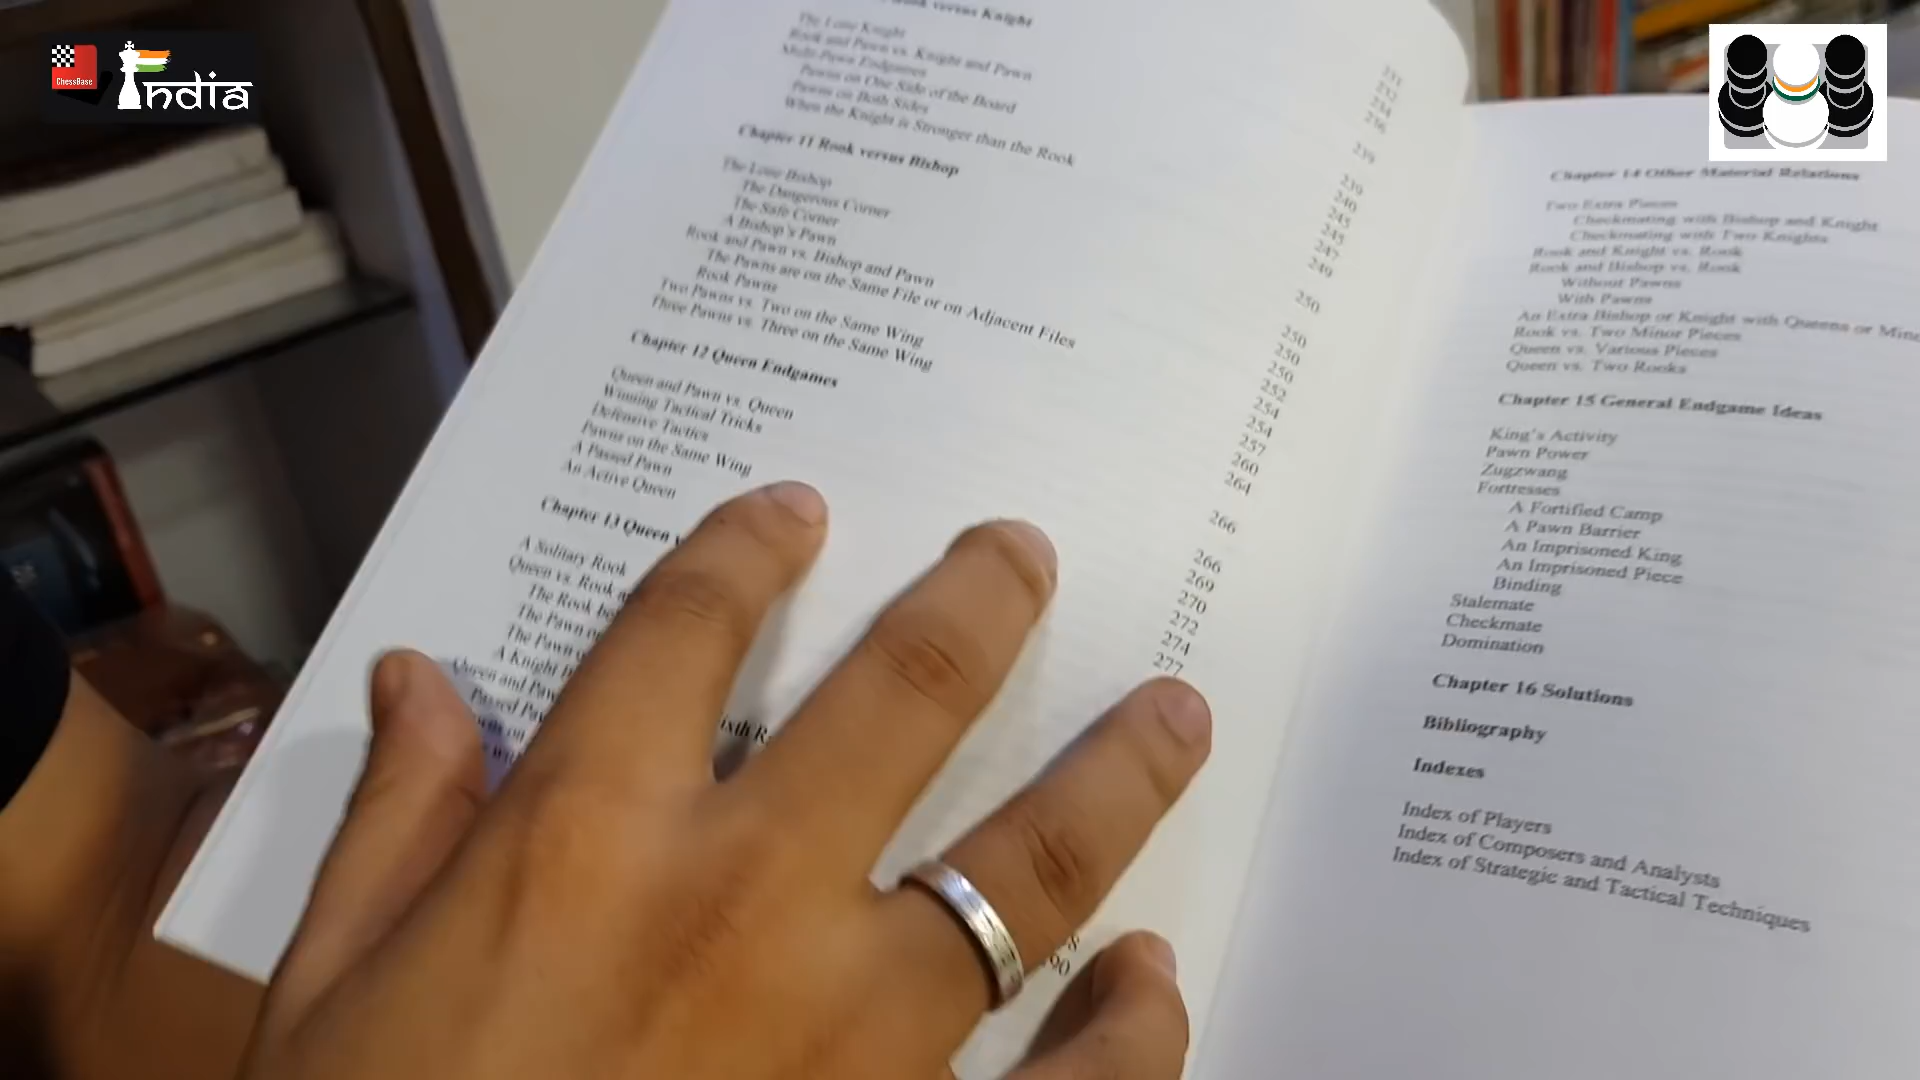 ChessBase
India
Rook versus Knight
The Lone Knight
Rook and Pawn vs. Knight and Pawn
Multi-Pawn Endgames
Pawns on One Side of the Board
Pawns on Both Sides
When the Knight is Stronger than the Rook
Chapter 11 Rook versus Bishop
The Lone Bishop
The Dangerous Corner
The Safe Corner
A Bishop's Pawn
Rook and Pawn vs. Bishop and Pawn
The Pawns are on the Same File or on Adjacent Files
Rook Pawns
Two Pawns vs. Two on the Same Wing
Three Pawns vs. Three on the Same Wing
Chapter 12 Queen Endgames
Queen and Pawn vs. Queen
Winning Tactical Tricks
Defensive Tactics
Pawns on the Same Wing
A Passed Pawn
An Active Queen
Chapter 13 Queen
A Solitary Rook
Queen vs. Rook
The Rook
The Pawn
The Pawn
A Knight
Queen and
Passed
231
232
234
236
239
239
240
245
245
247
249
250
250
250
250
252
254
254
257
260
264
266
266
269
270
272
274
277
90
Chapter 14 Other Material Relations
Two Extra Pieces
Checkmating with Bishop and Knight
Checkmating with Two Knights
Rook and Knight vs. Rook
Rook and Bishop vs. Rook
Without Pawns
With Pawns
An Extra Bishop or Knight with Queens or
Rook vs. Two Minor Pieces
Queen vs. Various Pieces
Queen vs. Two Rooks
Chapter 15 General Endgame Ideas
King's Activity
Pawn Power
Zugzwang
Fortresses
A Fortified Camp
A Pawn Barrier
An Imprisoned King
An Imprisoned Piece
Binding
Stalemate
Checkmate
Domination
Chapter 16 Solutions
Bibliography
Indexes
Index of Players
Index of Composers and Analysts
Index of Strategic and Tactical Techniques